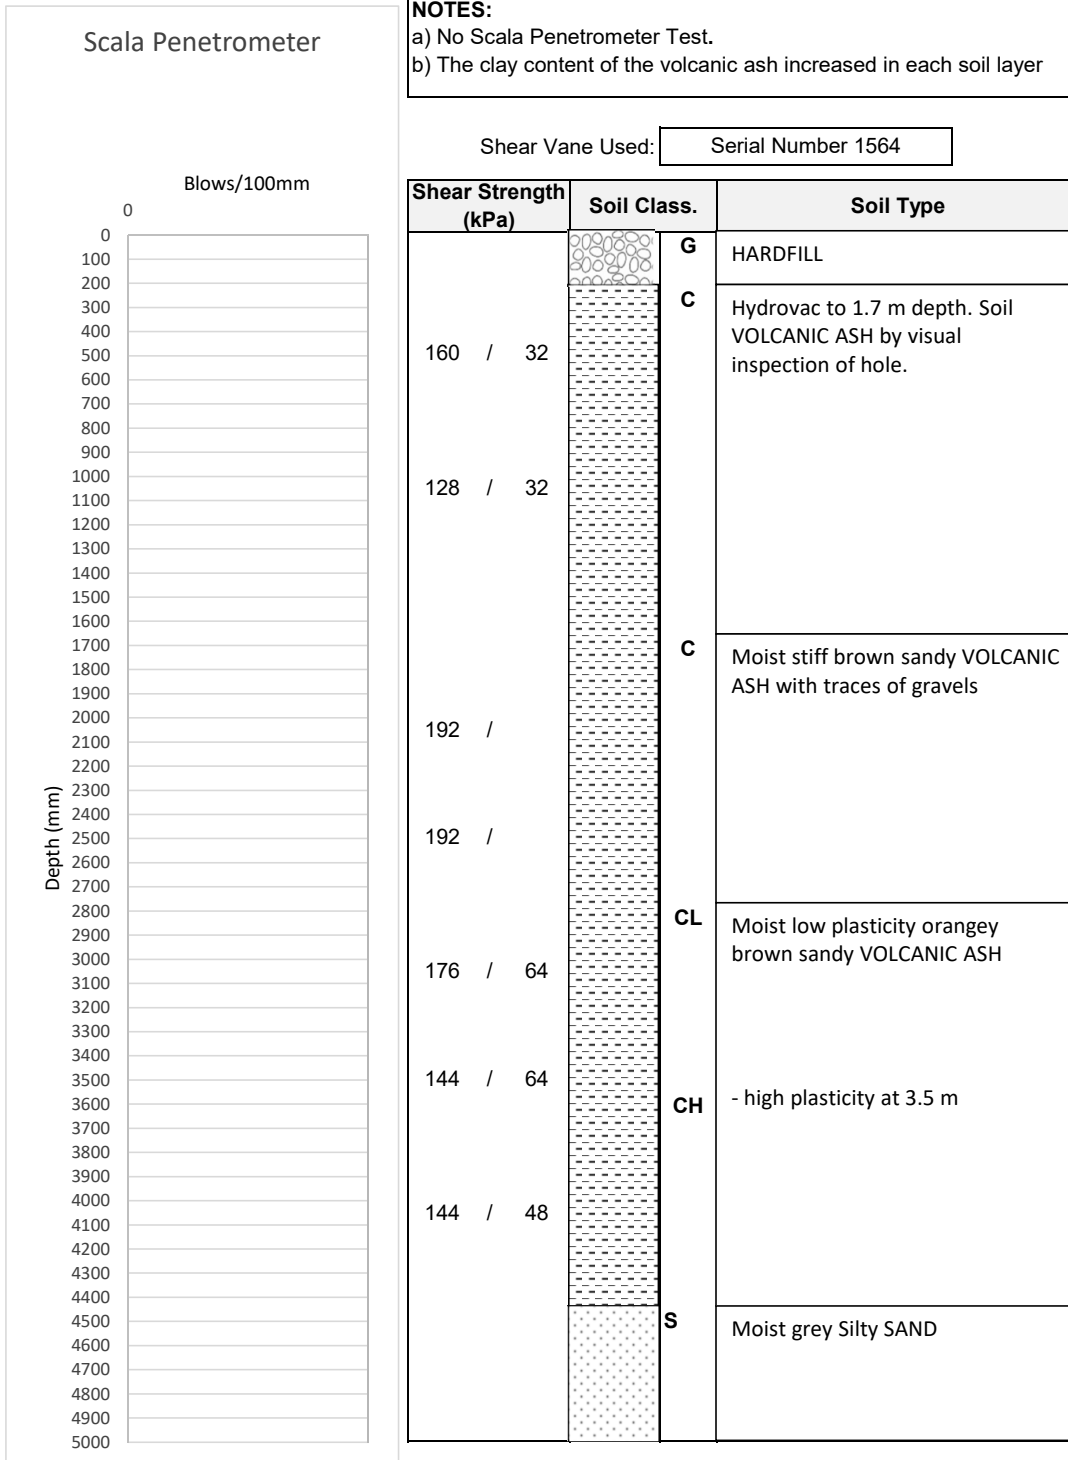 Scala Penetrometer
Blows/100mm
0
0
100
200
300
400
500
600
700
800
900
1000
1100
1200
1300
1400
1500
1600
1700
1800
1900
2000
2100
2200
2300
2400
2500
2600
2700
2800
2900
3000
3100
3200
3300
3400
3500
3600
3700
3800
3900
4000
4100
4200
4300
4400
4500
4600
4700
4800
4900
5000
Depth (mm)
NOTES:
a) No Scala Penetrometer Test.
b) The clay content of the volcanic ash increased in each soil layer
Shear Vane Used: Serial Number 1564
Shear Strength (kPa) Soil Class. Soil Type
G HARDFILL
C Hydrovac to 1.7 m depth. Soil
VOLCANIC ASH by visual
inspection of hole.
160 / 32
128 / 32
C Moist stiff brown sandy VOLCANIC
ASH with traces of gravels
192 /
192 /
CL Moist low plasticity orangey
brown sandy VOLCANIC ASH
176 / 64
144 / 64
CH - high plasticity at 3.5 m
144 / 48
S Moist grey Silty SAND